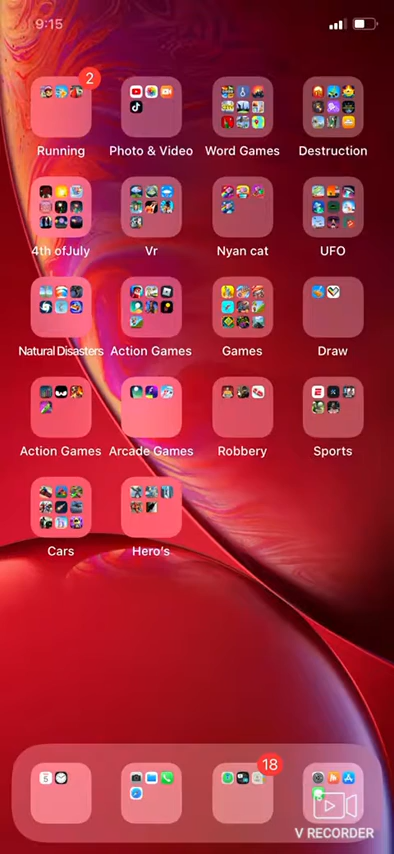 9:15
2
Running
Photo & Video
Word Games
Destruction
4th ofJuly
Vr
Nyan cat
UFO
Natural Disasters
Action Games
Games
Draw
Action Games
Arcade Games
Robbery
Sports
Cars
Hero's
18
5
V RECORDER